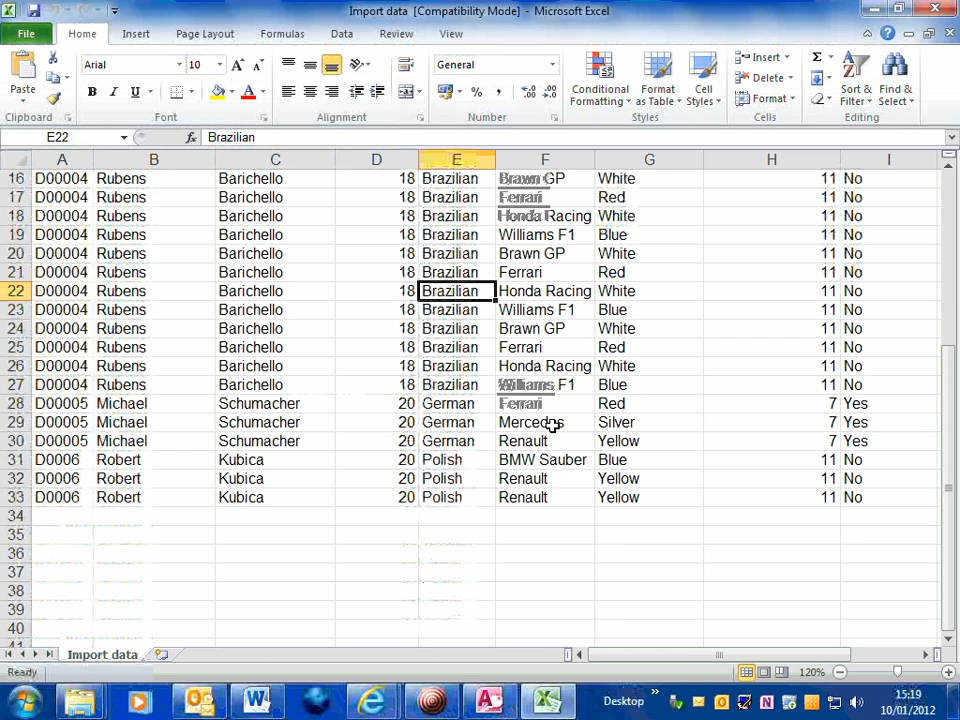 Import data [Compatibility Mode] - Microsoft Excel
File Home Insert Page Layout Formulas Data Review View
Paste
Arial 10
B I U
General
% ,
Conditional Formatting
Format as Table
Cell Styles
Insert
Delete
Format
Σ
Sort & Filter
Find & Select
Clipboard Font Alignment Number Styles Cells Editing
E22 fx Brazilian
A B C D E F G H I
16 D00004 Rubens Barichello 18 Brazilian Brawn GP White 11 No
17 D00004 Rubens Barichello 18 Brazilian Ferrari Red 11 No
18 D00004 Rubens Barichello 18 Brazilian Honda Racing White 11 No
19 D00004 Rubens Barichello 18 Brazilian Williams F1 Blue 11 No
20 D00004 Rubens Barichello 18 Brazilian Brawn GP White 11 No
21 D00004 Rubens Barichello 18 Brazilian Ferrari Red 11 No
22 D00004 Rubens Barichello 18 Brazilian Honda Racing White 11 No
23 D00004 Rubens Barichello 18 Brazilian Williams F1 Blue 11 No
24 D00004 Rubens Barichello 18 Brazilian Brawn GP White 11 No
25 D00004 Rubens Barichello 18 Brazilian Ferrari Red 11 No
26 D00004 Rubens Barichello 18 Brazilian Honda Racing White 11 No
27 D00004 Rubens Barichello 18 Brazilian Williams F1 Blue 11 No
28 D00005 Michael Schumacher 20 German Ferrari Red 7 Yes
29 D00005 Michael Schumacher 20 German Mercedes Silver 7 Yes
30 D00005 Michael Schumacher 20 German Renault Yellow 7 Yes
31 D0006 Robert Kubica 20 Polish BMW Sauber Blue 11 No
32 D0006 Robert Kubica 20 Polish Renault Yellow 11 No
33 D0006 Robert Kubica 20 Polish Renault Yellow 11 No
34
35
36
37
38
39
40
41
Import data
Ready 120%
Desktop » 15:19
10/01/2012